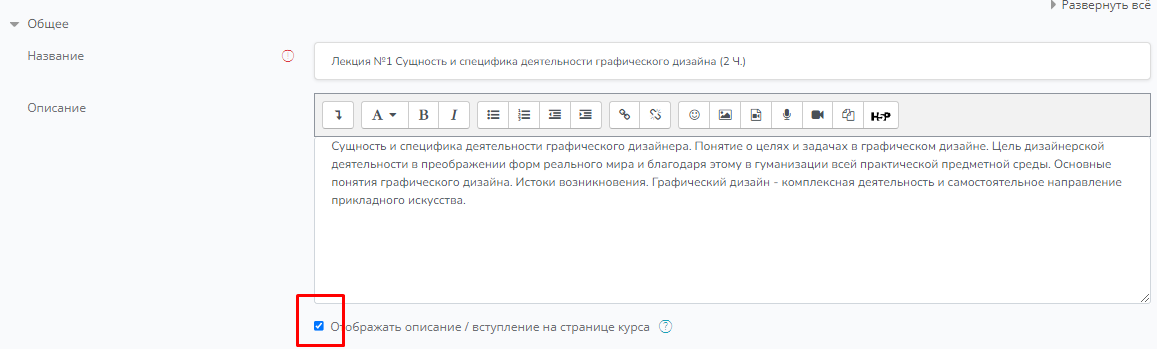 Развернуть всё
Общее
Название
Лекция №1 Сущность и специфика деятельности графического дизайна (2 Ч.)
Описание
A B I H5P
Сущность и специфика деятельности графического дизайнера. Понятие о целях и задачах в графическом дизайне. Цель дизайнерской
деятельности в преображении форм реального мира и благодаря этому в гуманизации всей практической предметной среды. Основные
понятия графического дизайна. Истоки возникновения. Графический дизайн - комплексная деятельность и самостоятельное направление
прикладного искусства.
Отображать описание / вступление на странице курса